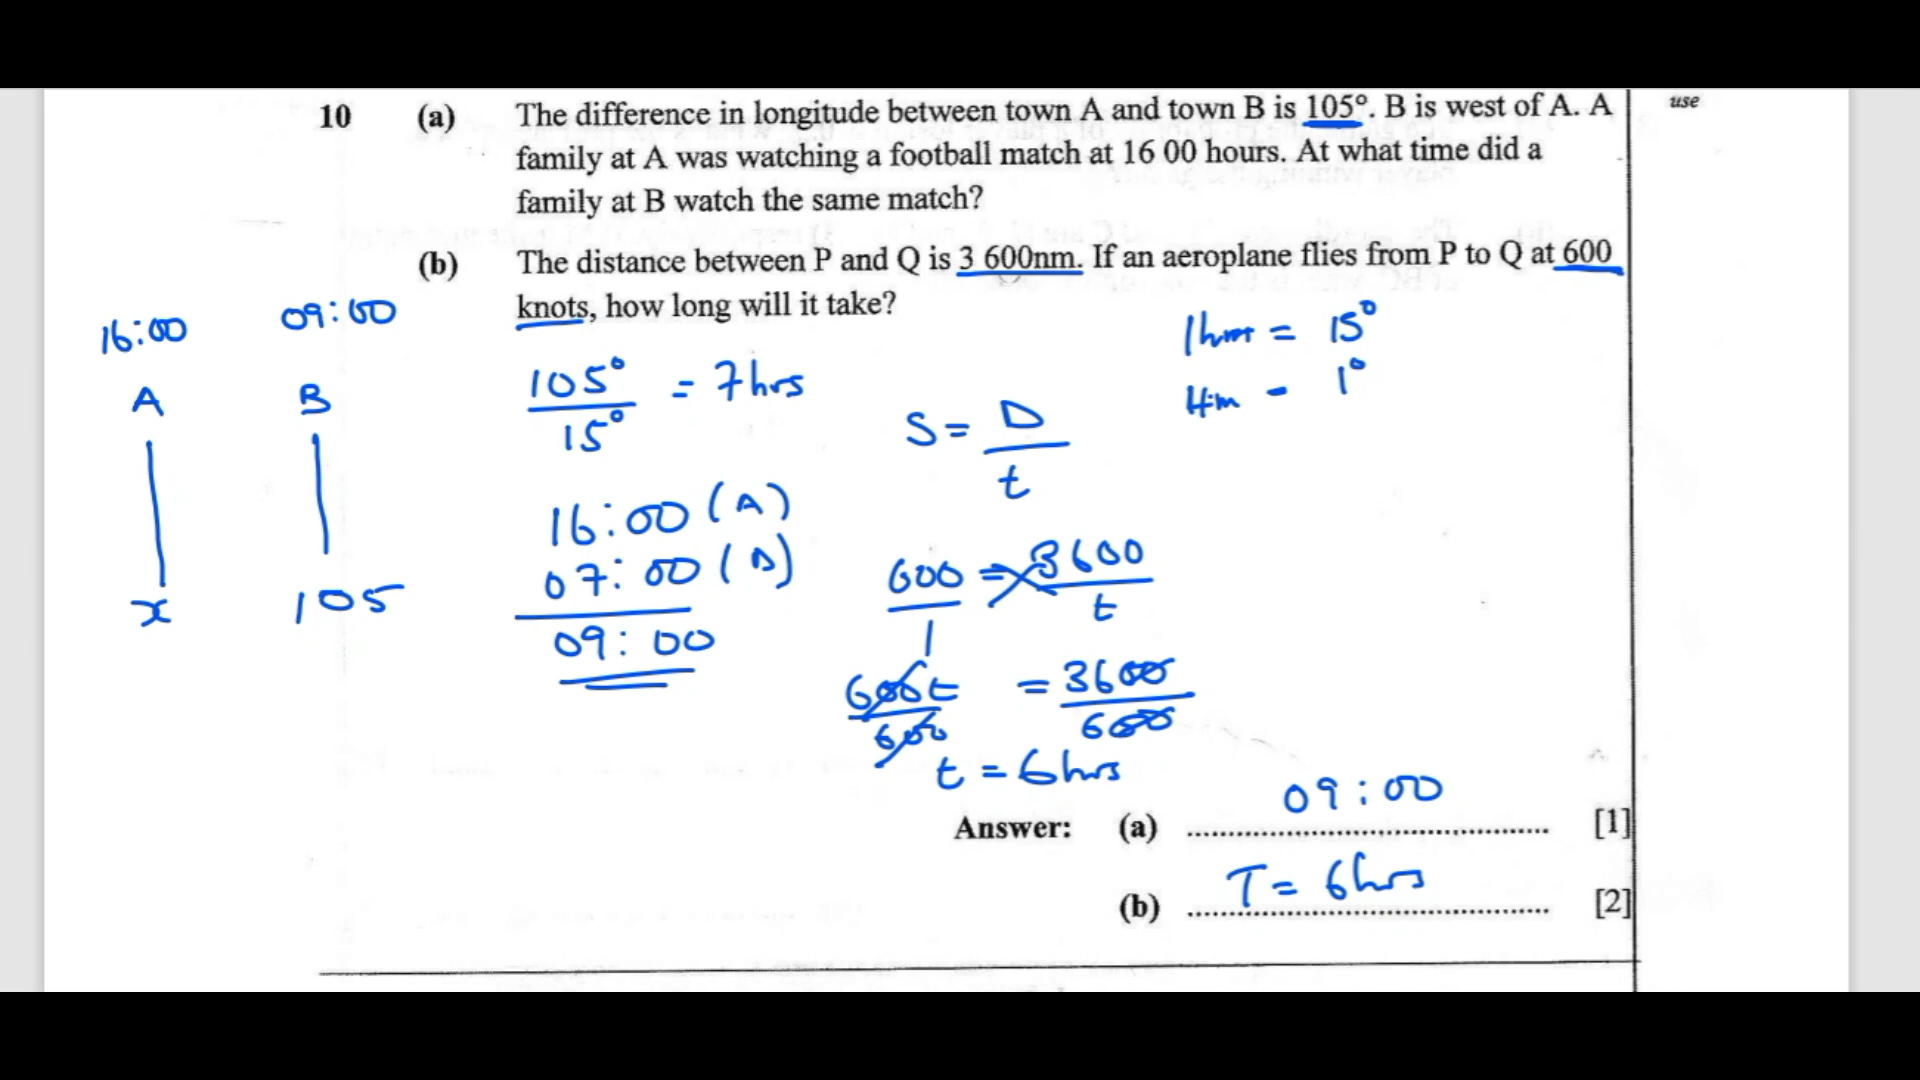 use
10 (a) The difference in longitude between town A and town B is 105°. B is west of A. A
family at A was watching a football match at 16 00 hours. At what time did a
family at B watch the same match?
(b) The distance between P and Q is 3 600nm. If an aeroplane flies from P to Q at 600
knots, how long will it take?
16:00 09:00
A B
x 105
105° / 15° = 7hrs
16:00 (A)
07:00 (B)
09:00
1hour = 15°
4m - 1°
S = D / t
600 / 1 = 3600 / t
600t / 600 = 3600 / 600
t = 6hrs
Answer: (a) 09:00 [1]
(b) T = 6hrs [2]